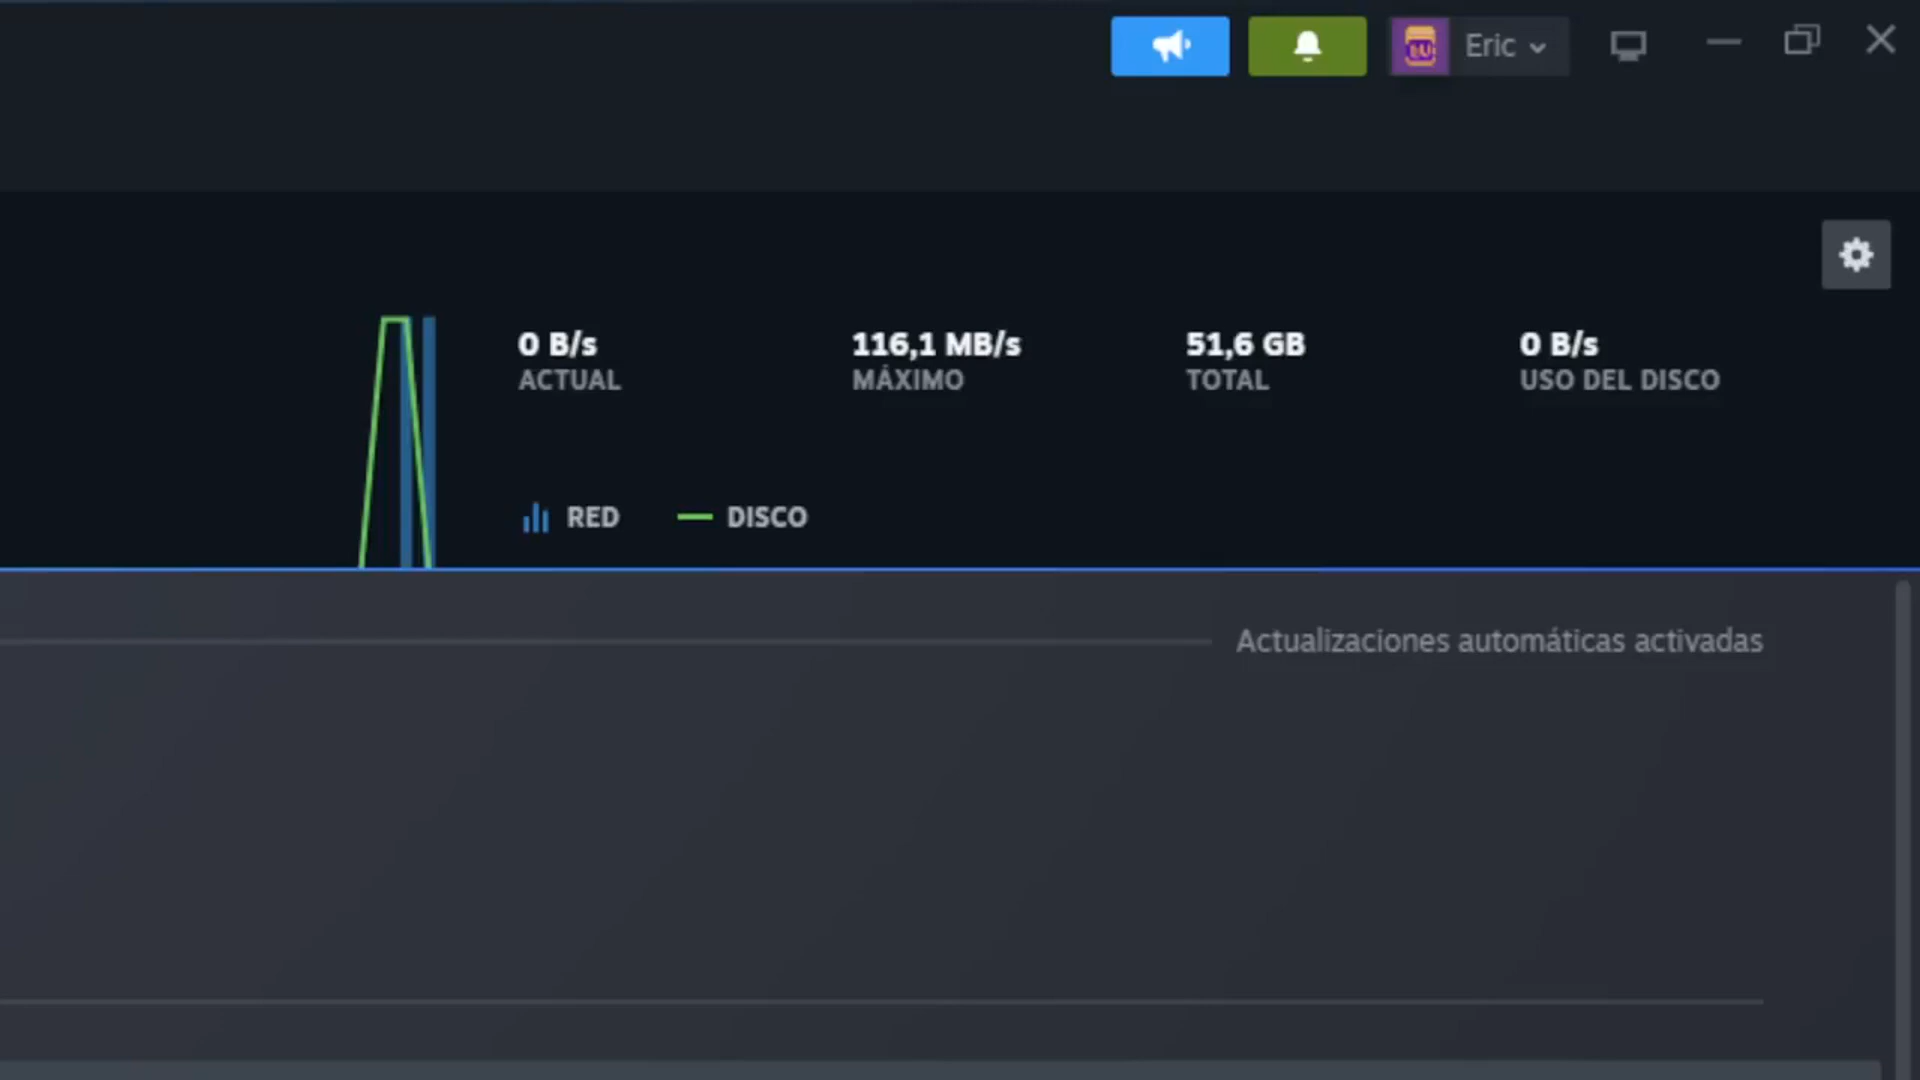 Eric
0 B/s
ACTUAL
116,1 MB/s
MÁXIMO
51,6 GB
TOTAL
0 B/s
USO DEL DISCO
RED
DISCO
Actualizaciones automáticas activadas